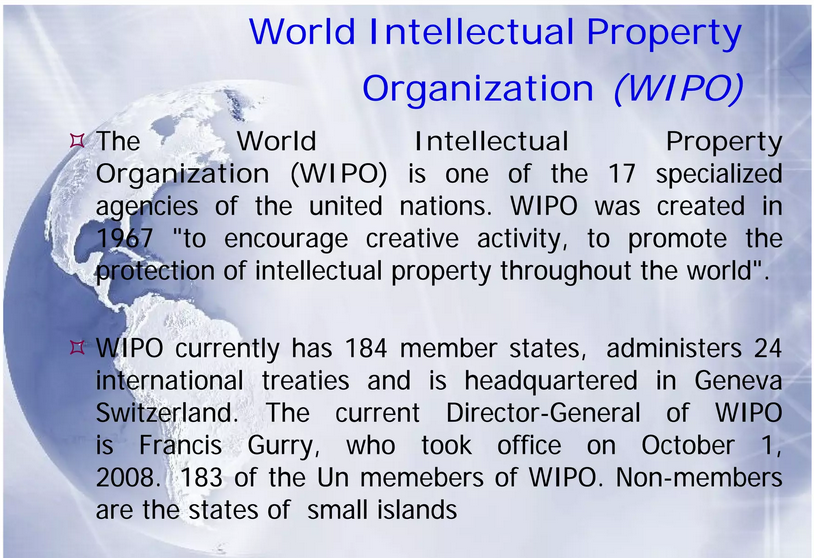 World Intellectual Property
Organization (WIPO)
The World Intellectual Property
Organization (WIPO) is one of the 17 specialized
agencies of the united nations. WIPO was created in
1967 "to encourage creative activity, to promote the
protection of intellectual property throughout the world".
WIPO currently has 184 member states, administers 24
international treaties and is headquartered in Geneva
Switzerland. The current Director-General of WIPO
is Francis Gurry, who took office on October 1,
2008. 183 of the Un memebers of WIPO. Non-members
are the states of small islands